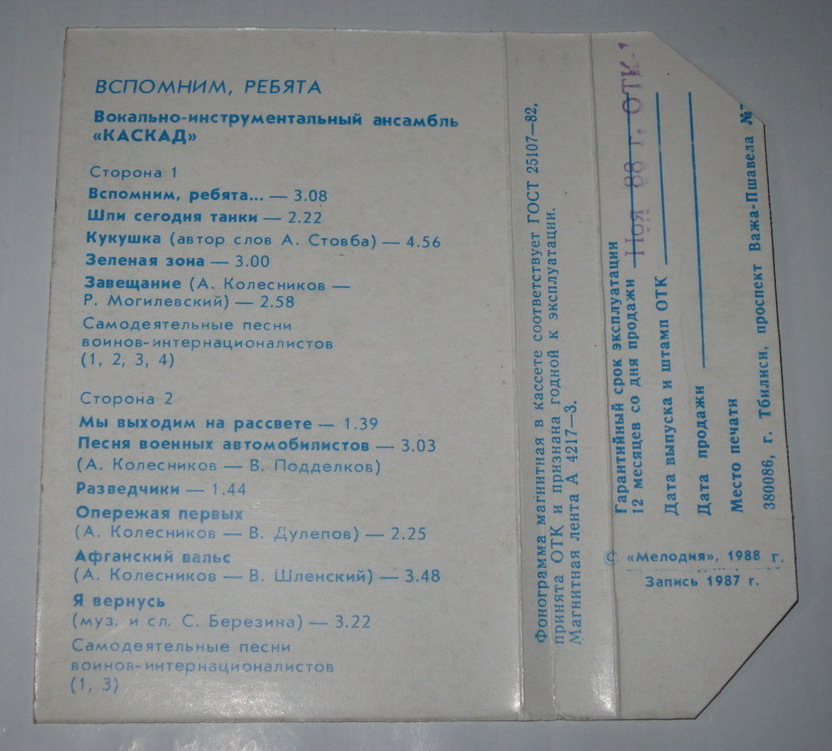 ВСПОМНИМ, РЕБЯТА
Вокально-инструментальный ансамбль
«КАСКАД»
Сторона 1
Вспомним, ребята... — 3.08
Шли сегодня танки — 2.22
Кукушка (автор слов А. Стовба) — 4.56
Зеленая зона — 3.00
Завещание (А. Колесников —
Р. Могилевский) — 2.58
Самодеятельные песни
воинов-интернационалистов
(1, 2, 3, 4)
Сторона 2
Мы выходим на рассвете — 1.39
Песня военных автомобилистов — 3.03
(А. Колесников — В. Подделков)
Разведчики — 1.44
Опережая первых
(А. Колесников — В. Дулепов) — 2.25
Афганский вальс
(А. Колесников — В. Шленский) — 3.48
Я вернусь
(муз. и сл. С. Березина) — 3.22
Самодеятельные песни
воинов-интернационалистов
(1, 3)
Фонограмма магнитная в кассете соответствует ГОСТ 25107—82,
принята ОТК и признана годной к эксплуатации.
Магнитная лента А 4217—3.
Гарантийный срок эксплуатации
12 месяцев со дня продажи
Ноя 88 г. ОТК-
Дата выпуска и штамп ОТК
Дата продажи
Место печати
380086, г. Тбилиси, проспект Важа-Пшавела №
© «Мелодия», 1988 г.
Запись 1987 г.